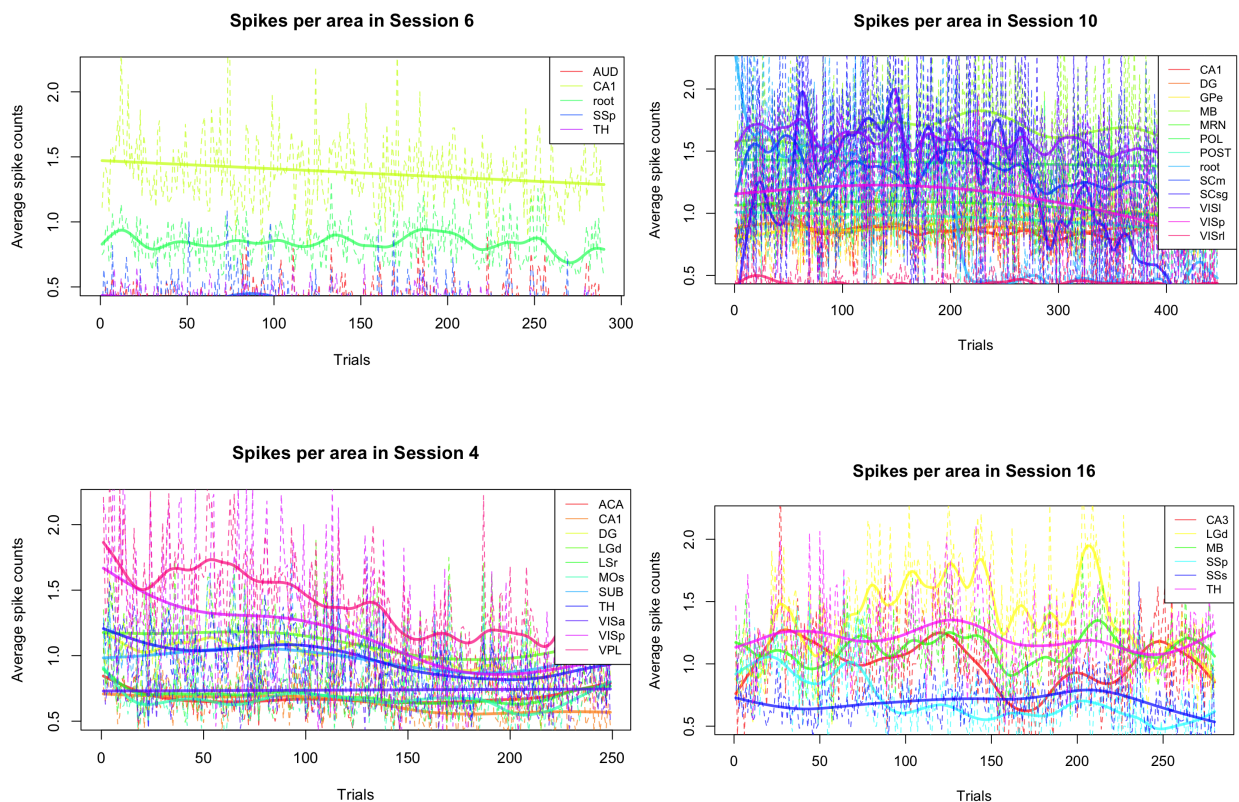 Spikes per area in Session 6
Average spike counts
2.0
1.5
1.0
0.5
AUD
CA1
root
SSp
TH
0 50 100 150 200 250 300
Trials
Spikes per area in Session 10
Average spike counts
2.0
1.5
1.0
0.5
CA1
DG
GPe
MB
MRN
POL
POST
root
SCm
SCsg
VISl
VISp
VISrl
0 100 200 300 400
Trials
Spikes per area in Session 4
Average spike counts
2.0
1.5
1.0
0.5
ACA
CA1
DG
LGd
LSr
MOs
SUB
TH
VISa
VISp
VPL
0 50 100 150 200 250
Trials
Spikes per area in Session 16
Average spike counts
2.0
1.5
1.0
0.5
CA3
LGd
MB
SSp
SSs
TH
0 50 100 150 200 250
Trials